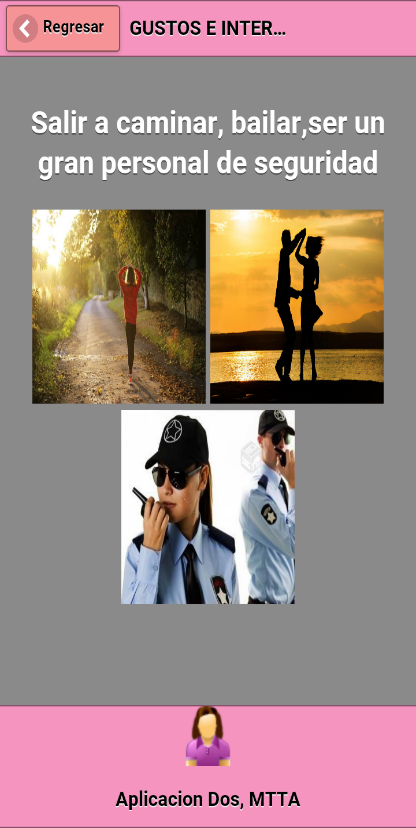 Regresar
GUSTOS E INTER...
Salir a caminar, bailar,ser un
gran personal de seguridad
Aplicacion Dos, MTTA